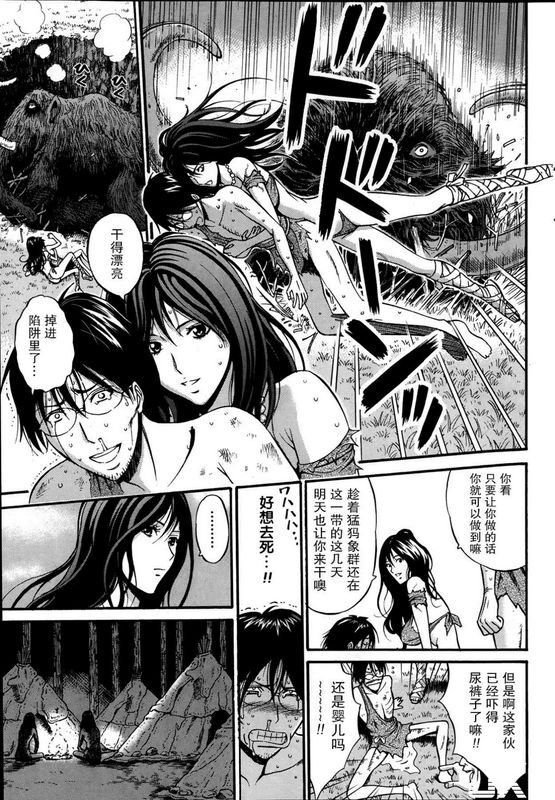 ドドドン
びく
びく
干得
漂亮
掉进
陷阱里
了…
你看
只要让你做的话
你就可以做到嘛
趁着猛犸象群还在
这一带的这几天
明天也让你来干噢
ワハハハ…
好想去死…!!
………
但是啊这家伙
已经吓得
尿裤子了嘛!!
还是婴儿吗
~~~~~!!